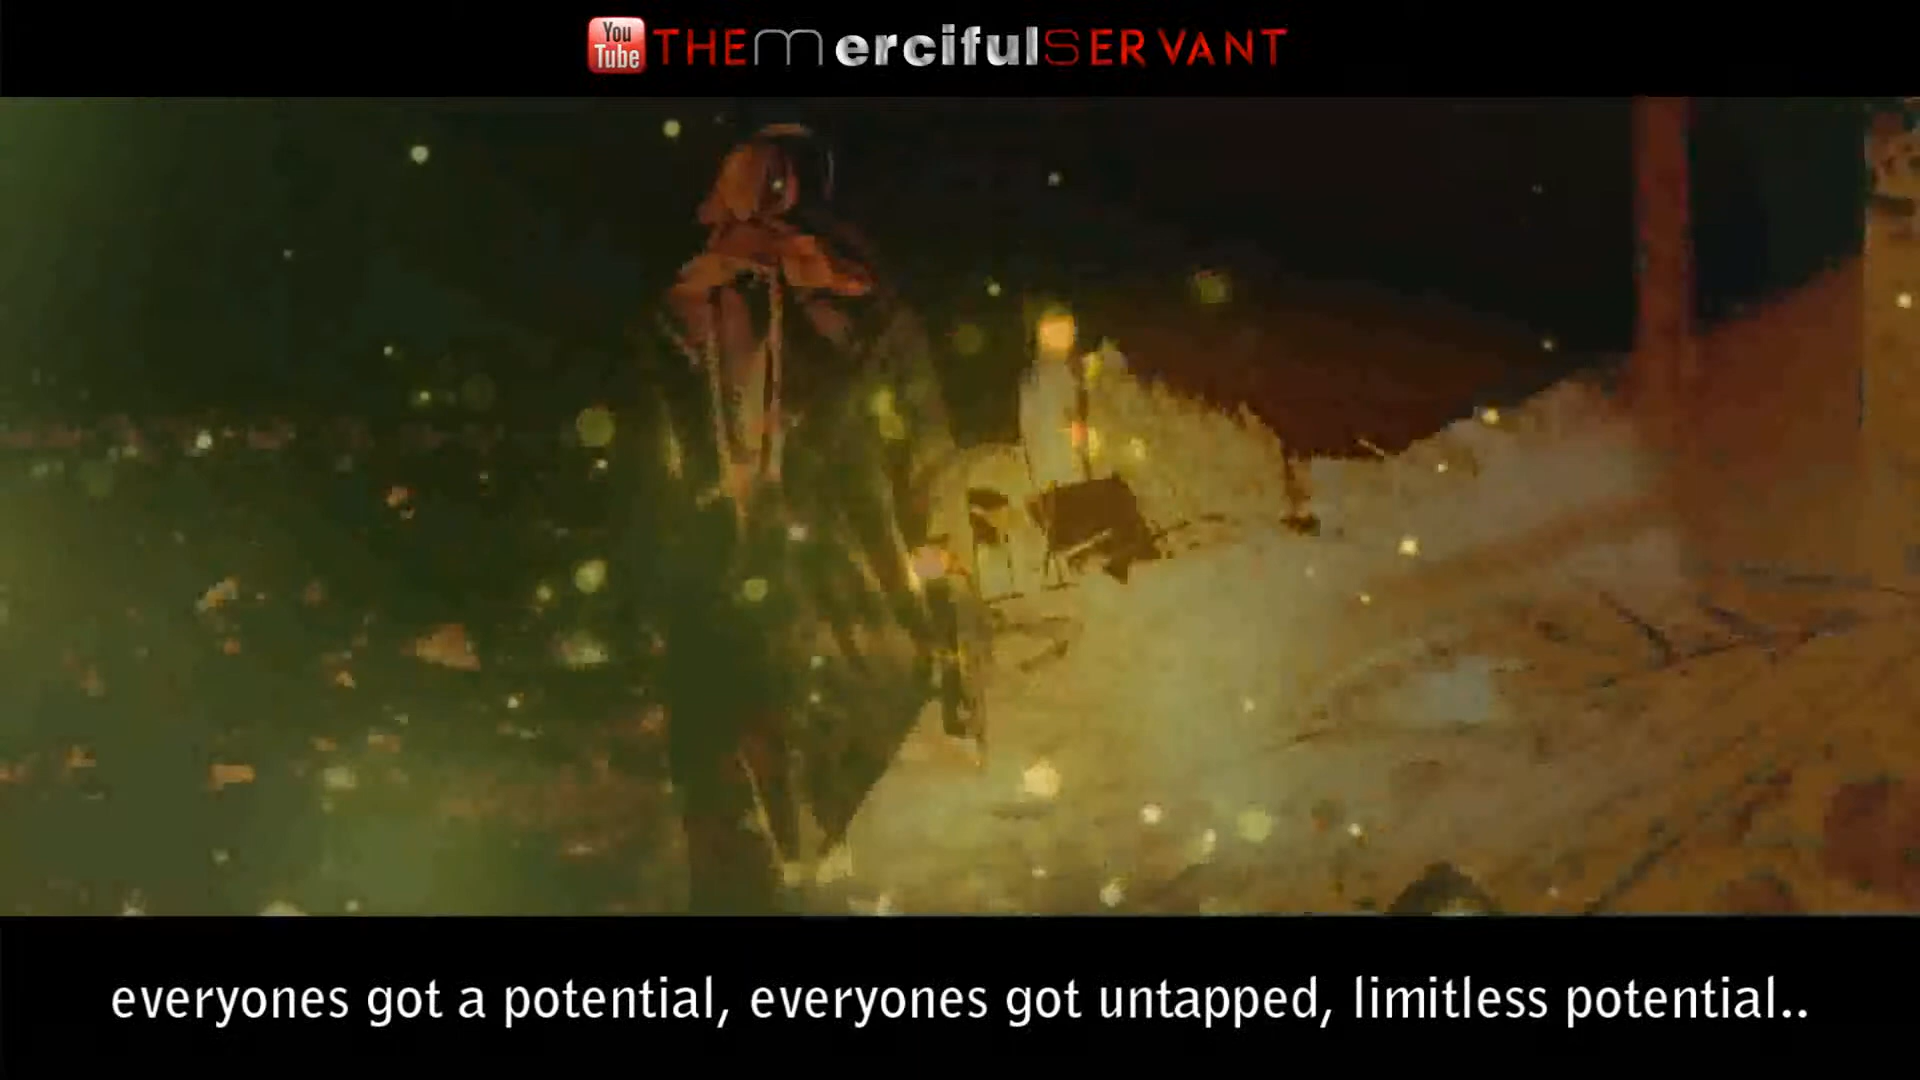 You Tube THEmercifulSERVANT
everyones got a potential, everyones got untapped, limitless potential..